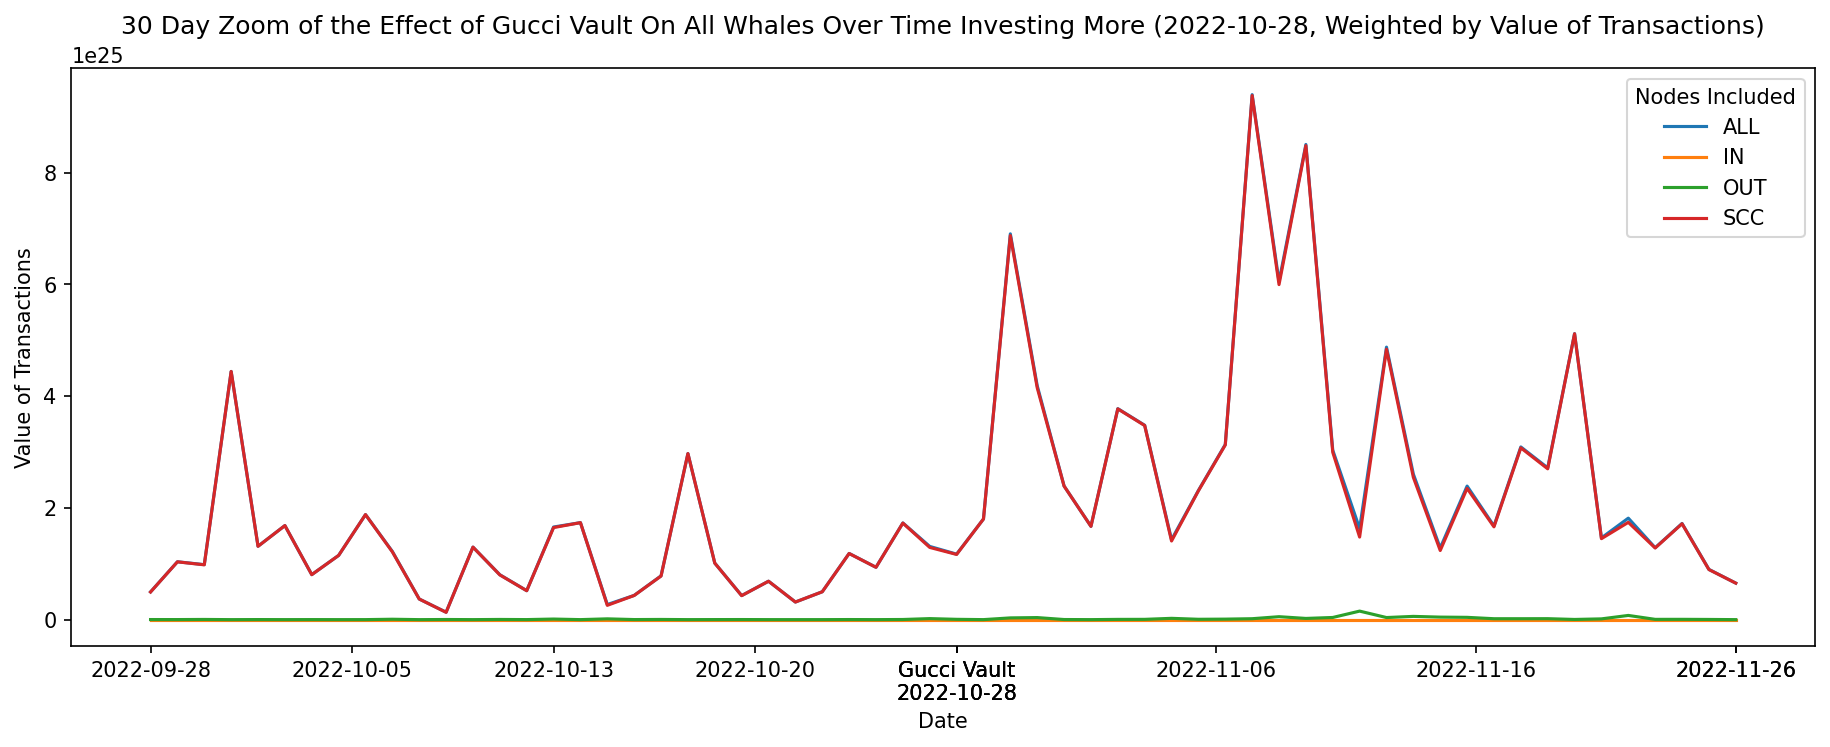 30 Day Zoom of the Effect of Gucci Vault On All Whales Over Time Investing More (2022-10-28, Weighted by Value of Transactions)
1e25
Nodes Included
ALL
IN
OUT
SCC
Value of Transactions
8
6
4
2
0
2022-09-28
2022-10-05
2022-10-13
2022-10-20
Gucci Vault
2022-10-28
2022-11-06
2022-11-16
2022-11-26
Date